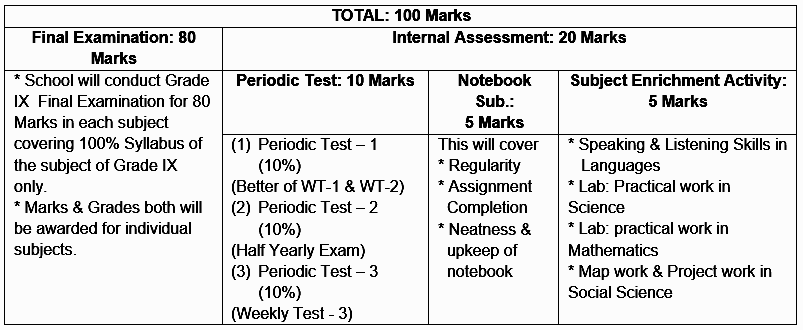 TOTAL: 100 Marks
Final Examination: 80
Marks
Internal Assessment: 20 Marks
* School will conduct Grade
IX Final Examination for 80
Marks in each subject
covering 100% Syllabus of
the subject of Grade IX
only.
* Marks & Grades both will
be awarded for individual
subjects.
Periodic Test: 10 Marks
Notebook
Sub.:
5 Marks
Subject Enrichment Activity:
5 Marks
(1) Periodic Test – 1
(10%)
(Better of WT-1 & WT-2)
(2) Periodic Test – 2
(10%)
(Half Yearly Exam)
(3) Periodic Test – 3
(10%)
(Weekly Test - 3)
This will cover
* Regularity
* Assignment
Completion
* Neatness &
upkeep of
notebook
* Speaking & Listening Skills in
Languages
* Lab: Practical work in
Science
* Lab: practical work in
Mathematics
* Map work & Project work in
Social Science